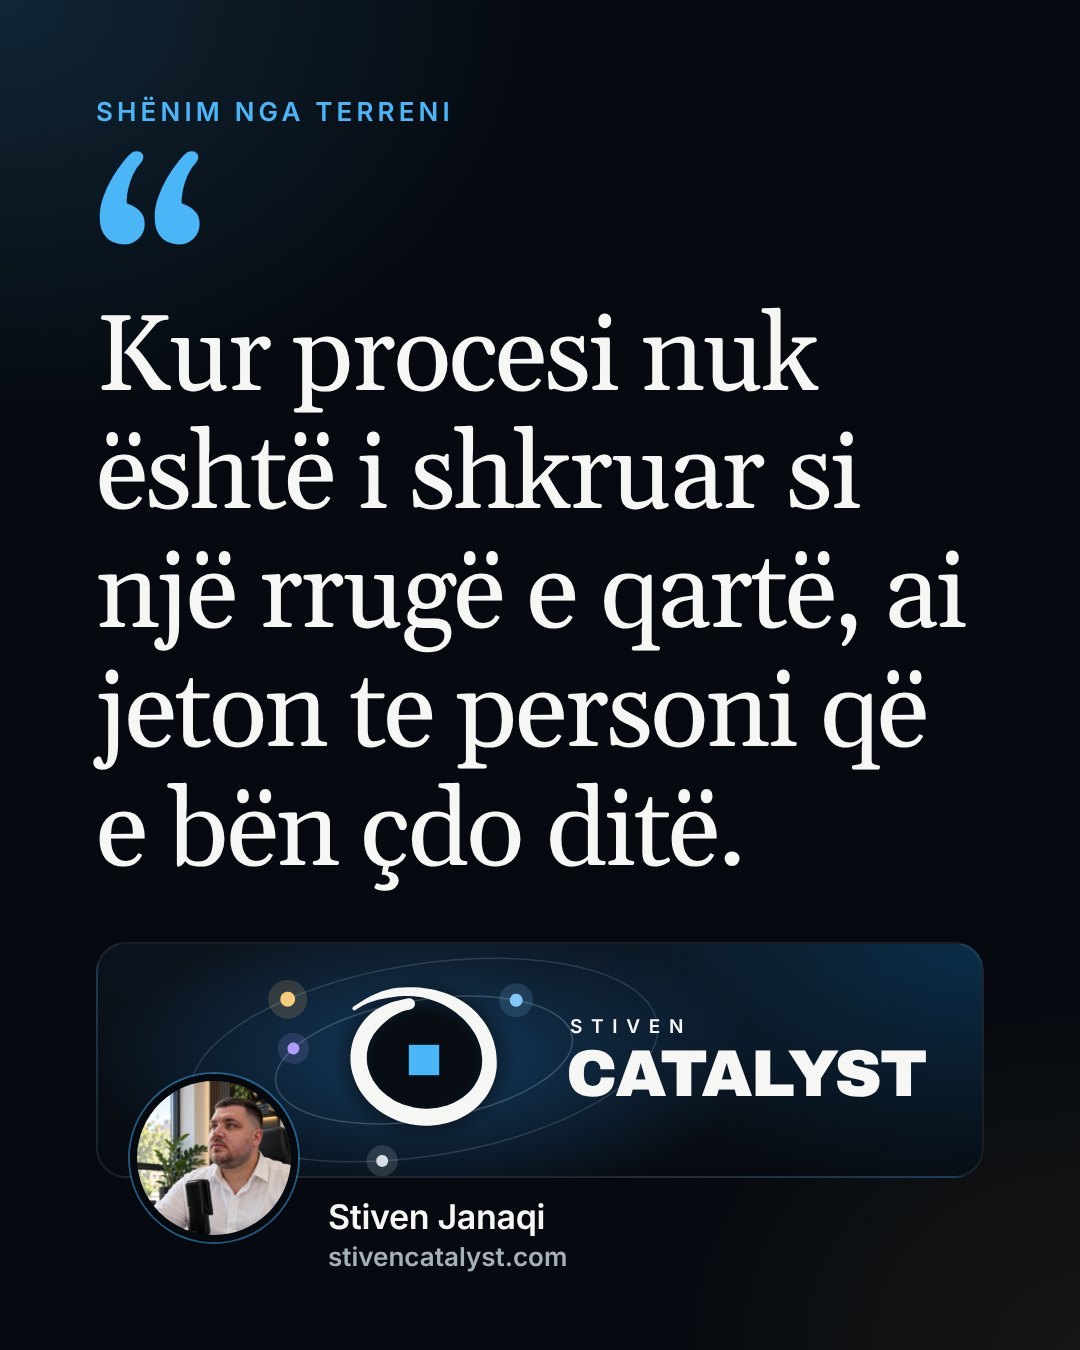 SHËNIM NGA TERRENI
“
Kur procesi nuk
është i shkruar si
një rrugë e qartë, ai
jeton te personi që
e bën çdo ditë.
STIVEN
CATALYST
Stiven Janaqi
stivencatalyst.com